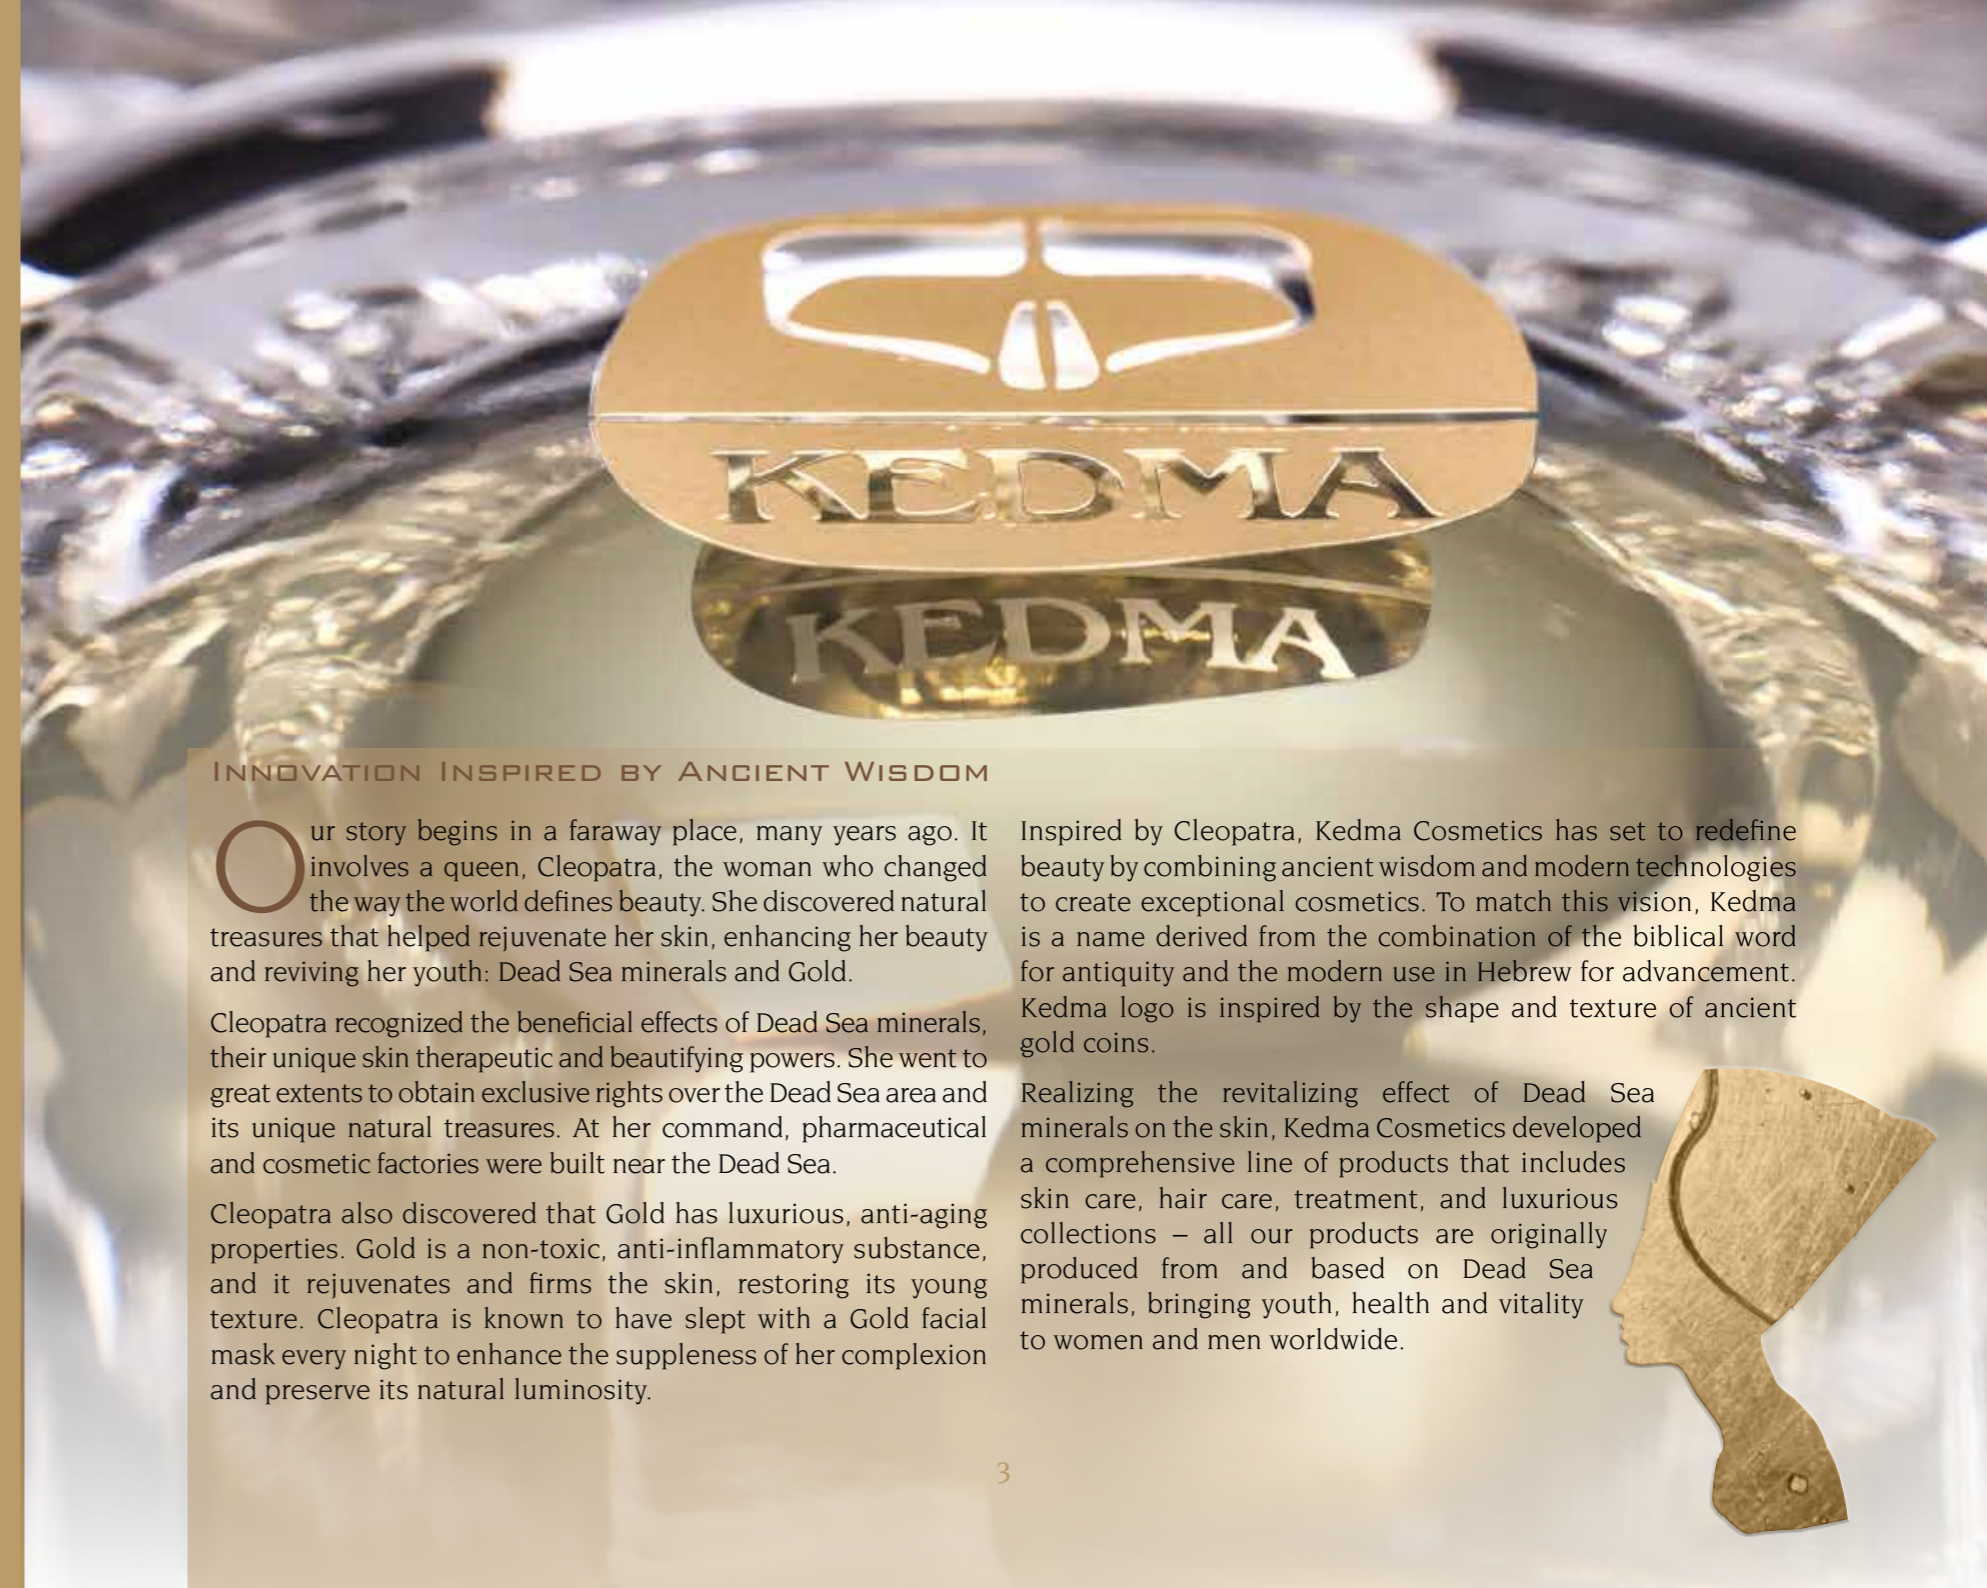 KEDMA
KEDMA
Innovation Inspired by Ancient Wisdom
Our story begins in a faraway place, many years ago. It
involves a queen, Cleopatra, the woman who changed
the way the world defines beauty. She discovered natural
treasures that helped rejuvenate her skin, enhancing her beauty
and reviving her youth: Dead Sea minerals and Gold.
Cleopatra recognized the beneficial effects of Dead Sea minerals,
their unique skin therapeutic and beautifying powers. She went to
great extents to obtain exclusive rights over the Dead Sea area and
its unique natural treasures. At her command, pharmaceutical
and cosmetic factories were built near the Dead Sea.
Cleopatra also discovered that Gold has luxurious, anti-aging
properties. Gold is a non-toxic, anti-inflammatory substance,
and it rejuvenates and firms the skin, restoring its young
texture. Cleopatra is known to have slept with a Gold facial
mask every night to enhance the suppleness of her complexion
and preserve its natural luminosity.
Inspired by Cleopatra, Kedma Cosmetics has set to redefine
beauty by combining ancient wisdom and modern technologies
to create exceptional cosmetics. To match this vision, Kedma
is a name derived from the combination of the biblical word
for antiquity and the modern use in Hebrew for advancement.
Kedma logo is inspired by the shape and texture of ancient
gold coins.
Realizing the revitalizing effect of Dead Sea
minerals on the skin, Kedma Cosmetics developed
a comprehensive line of products that includes
skin care, hair care, treatment, and luxurious
collections – all our products are originally
produced from and based on Dead Sea
minerals, bringing youth, health and vitality
to women and men worldwide.
3